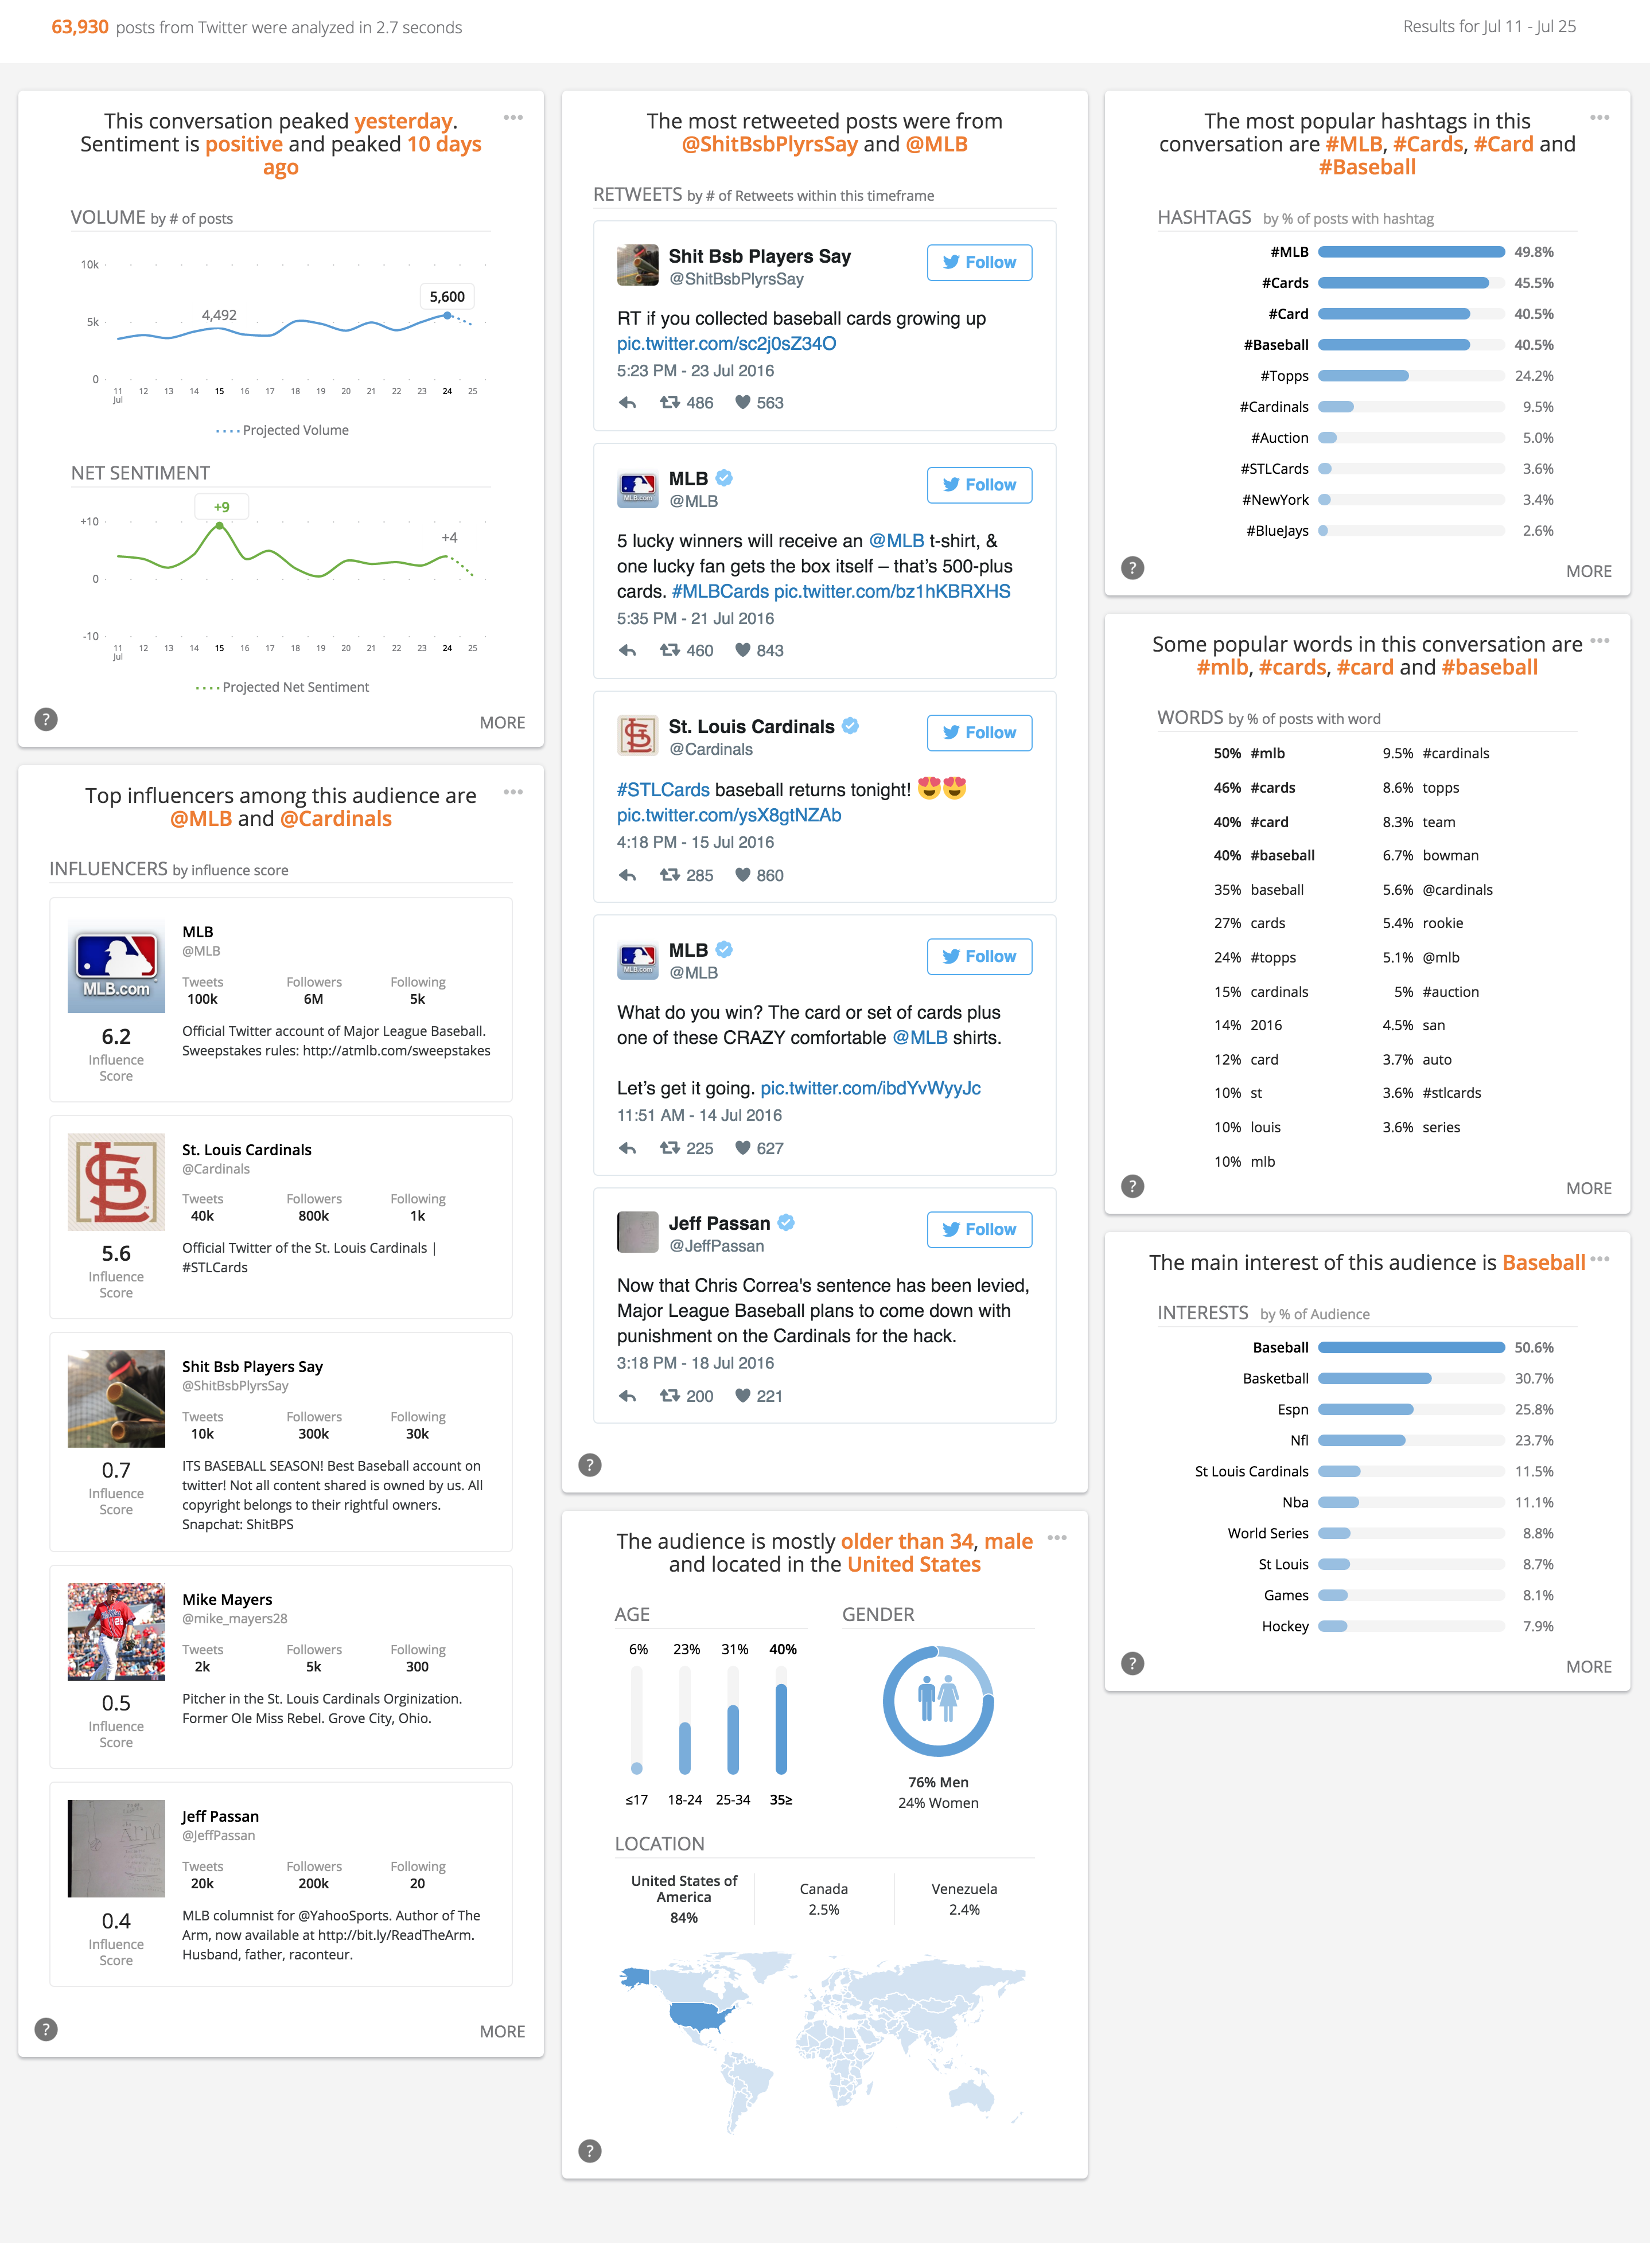 63,930 posts from Twitter were analyzed in 2.7 seconds
Results for Jul 11 - Jul 25
This conversation peaked yesterday.
Sentiment is positive and peaked 10 days
ago
VOLUME by # of posts
10k
5,600
4,492
5k
0
11 12 13 14 15 16 17 18 19 20 21 22 23 24 25
Jul
Projected Volume
NET SENTIMENT
+9
+10
+4
0
-10
11 12 13 14 15 16 17 18 19 20 21 22 23 24 25
Jul
Projected Net Sentiment
?
MORE
Top influencers among this audience are
@MLB and @Cardinals
INFLUENCERS by influence score
MLB
@MLB
Tweets Followers Following
100k 6M 5k
MLB.com
6.2
Influence
Score
Official Twitter account of Major League Baseball.
Sweepstakes rules: http://atmlb.com/sweepstakes
St. Louis Cardinals
@Cardinals
Tweets Followers Following
40k 800k 1k
5.6
Influence
Score
Official Twitter of the St. Louis Cardinals |
#STLCards
Shit Bsb Players Say
@ShitBsbPlyrsSay
Tweets Followers Following
10k 300k 30k
0.7
Influence
Score
ITS BASEBALL SEASON! Best Baseball account on
twitter! Not all content shared is owned by us. All
copyright belongs to their rightful owners.
Snapchat: ShitBPS
Mike Mayers
@mike_mayers28
Tweets Followers Following
2k 5k 300
0.5
Influence
Score
Pitcher in the St. Louis Cardinals Orginization.
Former Ole Miss Rebel. Grove City, Ohio.
Jeff Passan
@JeffPassan
Tweets Followers Following
20k 200k 20
0.4
Influence
Score
MLB columnist for @YahooSports. Author of The
Arm, now available at http://bit.ly/ReadTheArm.
Husband, father, raconteur.
?
MORE
The most retweeted posts were from
@ShitBsbPlyrsSay and @MLB
RETWEETS by # of Retweets within this timeframe
Shit Bsb Players Say
@ShitBsbPlyrsSay
Follow
RT if you collected baseball cards growing up
pic.twitter.com/sc2j0sZ34O
5:23 PM - 23 Jul 2016
486 563
MLB
@MLB
MLB.com
Follow
5 lucky winners will receive an @MLB t-shirt, &
one lucky fan gets the box itself – that’s 500-plus
cards. #MLBCards pic.twitter.com/bz1hKBRXHS
5:35 PM - 21 Jul 2016
460 843
St. Louis Cardinals
@Cardinals
Follow
#STLCards baseball returns tonight! 😍😍
pic.twitter.com/ysX8gtNZAb
4:18 PM - 15 Jul 2016
285 860
MLB
@MLB
MLB.com
Follow
What do you win? The card or set of cards plus
one of these CRAZY comfortable @MLB shirts.
Let’s get it going. pic.twitter.com/ibdYvWyyJc
11:51 AM - 14 Jul 2016
225 627
Jeff Passan
@JeffPassan
Follow
Now that Chris Correa's sentence has been levied,
Major League Baseball plans to come down with
punishment on the Cardinals for the hack.
3:18 PM - 18 Jul 2016
200 221
?
The audience is mostly older than 34, male
and located in the United States
AGE
6% 23% 31% 40%
≤17 18-24 25-34 35≥
GENDER
76% Men
24% Women
LOCATION
United States of
America
84%
Canada
2.5%
Venezuela
2.4%
?
The most popular hashtags in this
conversation are #MLB, #Cards, #Card and
#Baseball
HASHTAGS by % of posts with hashtag
#MLB 49.8%
#Cards 45.5%
#Card 40.5%
#Baseball 40.5%
#Topps 24.2%
#Cardinals 9.5%
#Auction 5.0%
#STLCards 3.6%
#NewYork 3.4%
#BlueJays 2.6%
?
MORE
Some popular words in this conversation are
#mlb, #cards, #card and #baseball
WORDS by % of posts with word
50% #mlb 9.5% #cardinals
46% #cards 8.6% topps
40% #card 8.3% team
40% #baseball 6.7% bowman
35% baseball 5.6% @cardinals
27% cards 5.4% rookie
24% #topps 5.1% @mlb
15% cardinals 5% #auction
14% 2016 4.5% san
12% card 3.7% auto
10% st 3.6% #stlcards
10% louis 3.6% series
10% mlb
?
MORE
The main interest of this audience is Baseball
INTERESTS by % of Audience
Baseball 50.6%
Basketball 30.7%
Espn 25.8%
Nfl 23.7%
St Louis Cardinals 11.5%
Nba 11.1%
World Series 8.8%
St Louis 8.7%
Games 8.1%
Hockey 7.9%
?
MORE